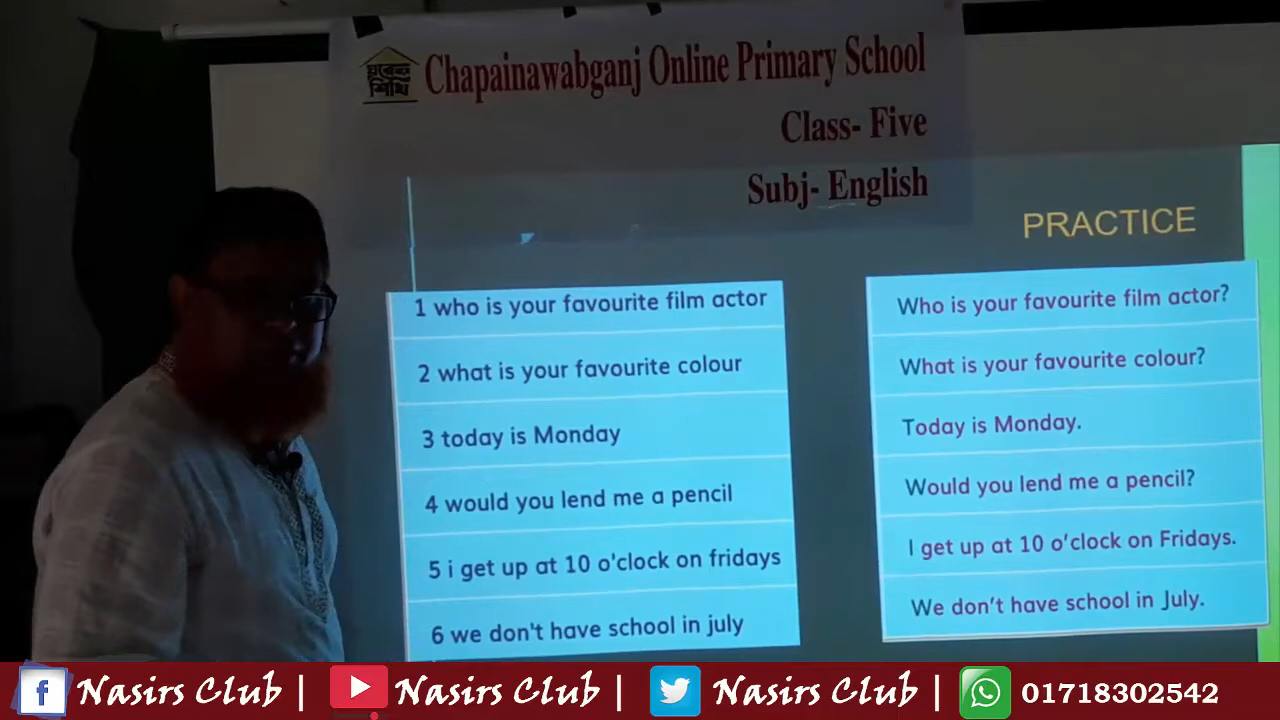 ঘরে বসে
শিখি
Chapainawabganj Online Primary School
Class- Five
Subj- English
PRACTICE
1 who is your favourite film actor
2 what is your favourite colour
3 today is Monday
4 would you lend me a pencil
5 i get up at 10 o'clock on fridays
6 we don't have school in july
Who is your favourite film actor?
What is your favourite colour?
Today is Monday.
Would you lend me a pencil?
I get up at 10 o’clock on Fridays.
We don’t have school in July.
Nasirs Club | Nasirs Club | Nasirs Club | 01718302542